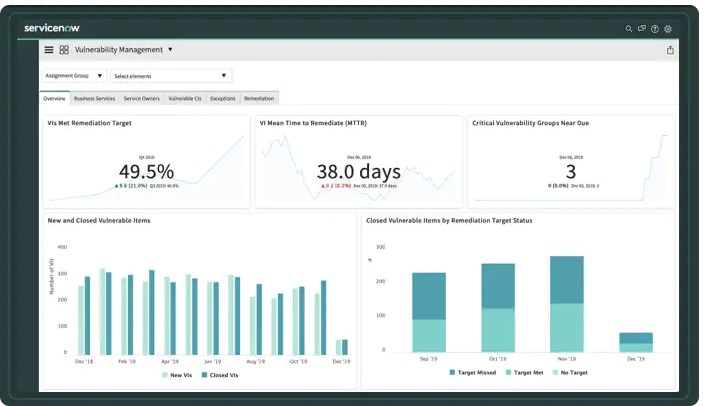 servicenow
Vulnerability Management
Assignment Group
Select elements
Overview
Business Services
Service Owners
Vulnerable CIs
Exceptions
Remediation
VIs Met Remediation Target
Q4 2019
49.5%
▲ 8.6 (21.0%) Q3 2019: 40.9%
VI Mean Time to Remediate (MTTR)
Dec 06, 2019
38.0 days
▲ 0.1 (0.2%) Dec 05, 2019: 37.9 days
Critical Vulnerability Groups Near Due
Dec 06, 2019
3
0 (0.0%) Dec 05, 2019: 3
New and Closed Vulnerable Items
Number of VIs
400
300
200
100
0
Dec '18
Feb '19
Apr '19
Jun '19
Aug '19
Oct '19
Dec '19
New VIs
Closed VIs
Closed Vulnerable Items by Remediation Target Status
#
300
200
100
0
Sep '19
Oct '19
Nov '19
Dec '19
Target Missed
Target Met
No Target